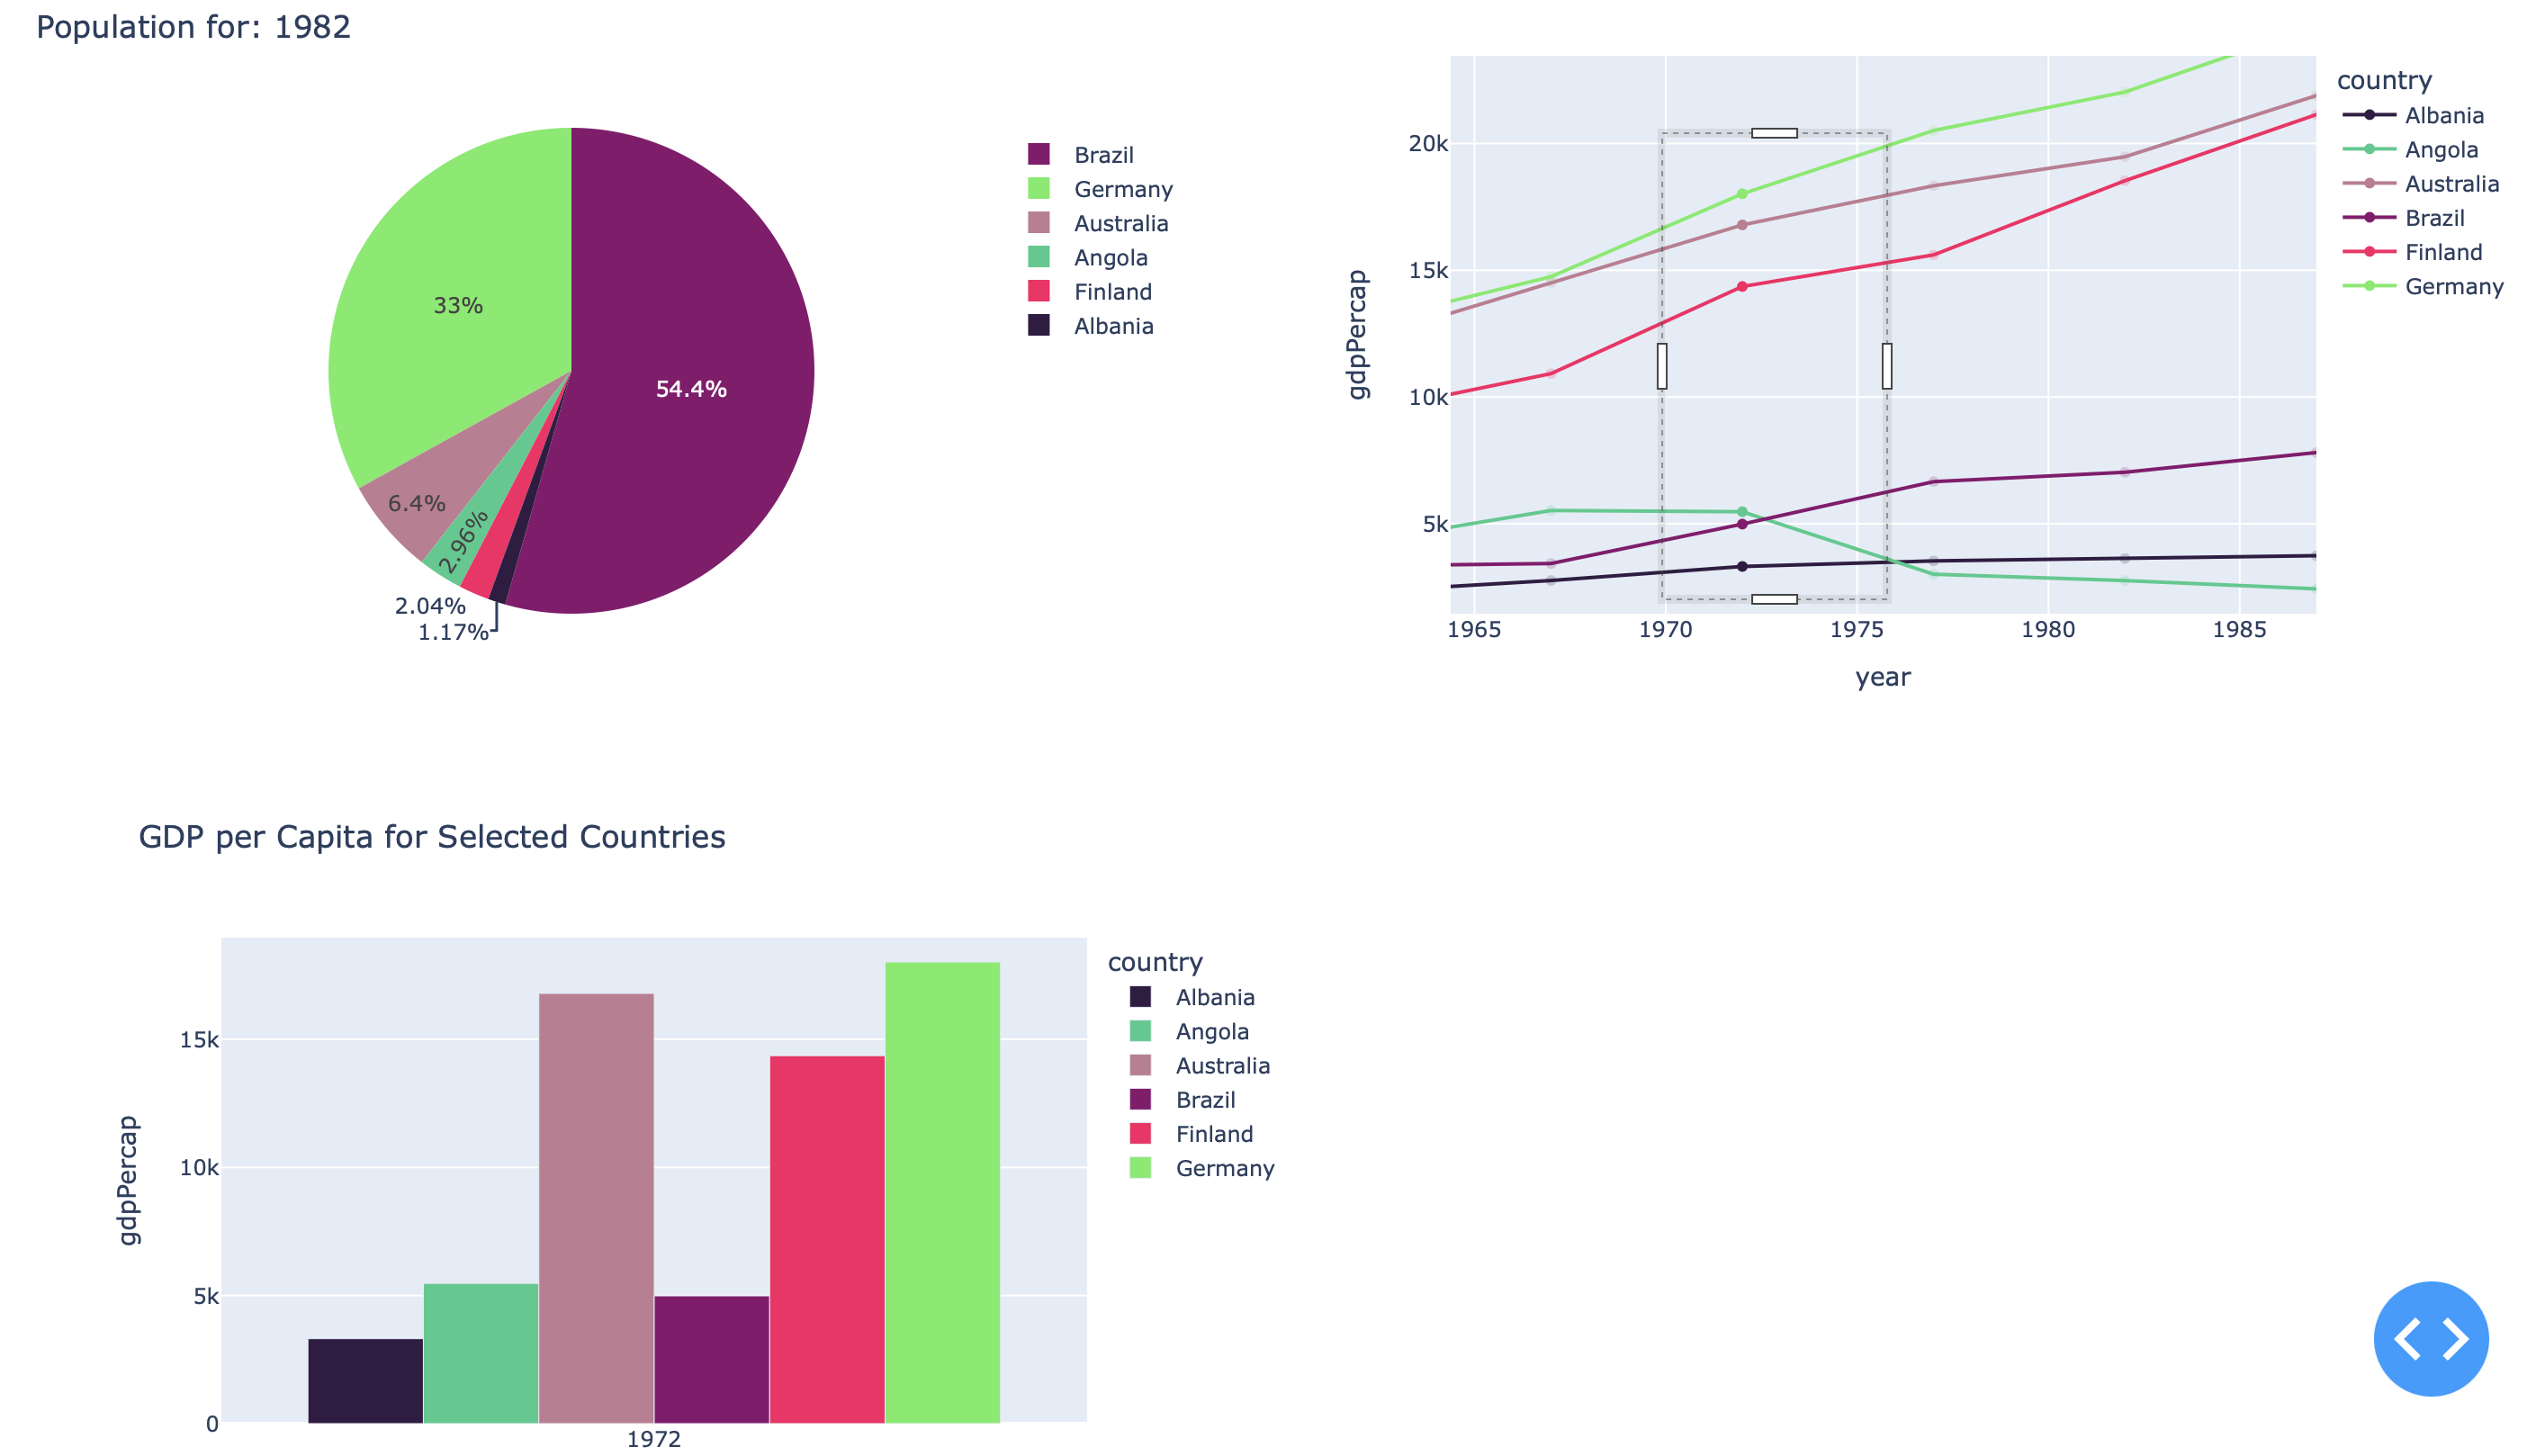 Population for: 1982
54.4%
33%
6.4%
2.96%
2.04%
1.17%
Brazil
Germany
Australia
Angola
Finland
Albania
20k
15k
10k
5k
gdpPercap
1965 1970 1975 1980 1985
year
country
Albania
Angola
Australia
Brazil
Finland
Germany
GDP per Capita for Selected Countries
15k
10k
5k
0
gdpPercap
1972
country
Albania
Angola
Australia
Brazil
Finland
Germany